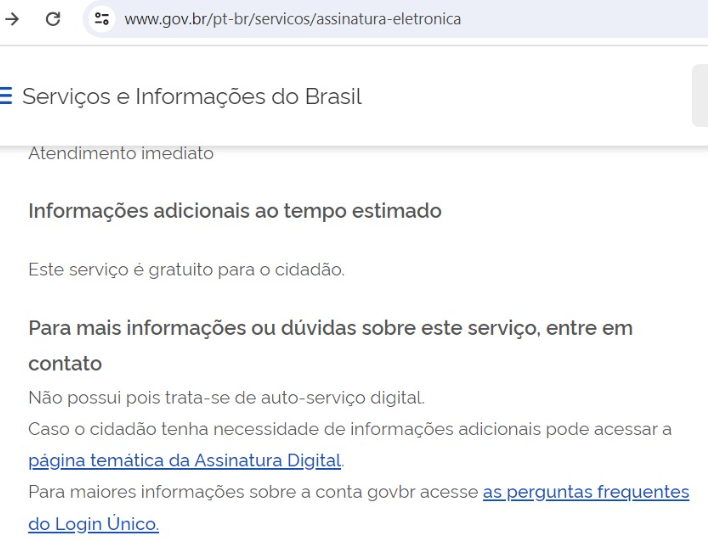 www.gov.br/pt-br/servicos/assinatura-eletronica
Serviços e Informações do Brasil
Atendimento imediato
Informações adicionais ao tempo estimado
Este serviço é gratuito para o cidadão.
Para mais informações ou dúvidas sobre este serviço, entre em
contato
Não possui pois trata-se de auto-serviço digital.
Caso o cidadão tenha necessidade de informações adicionais pode acessar a
página temática da Assinatura Digital.
Para maiores informações sobre a conta govbr acesse as perguntas frequentes
do Login Único.